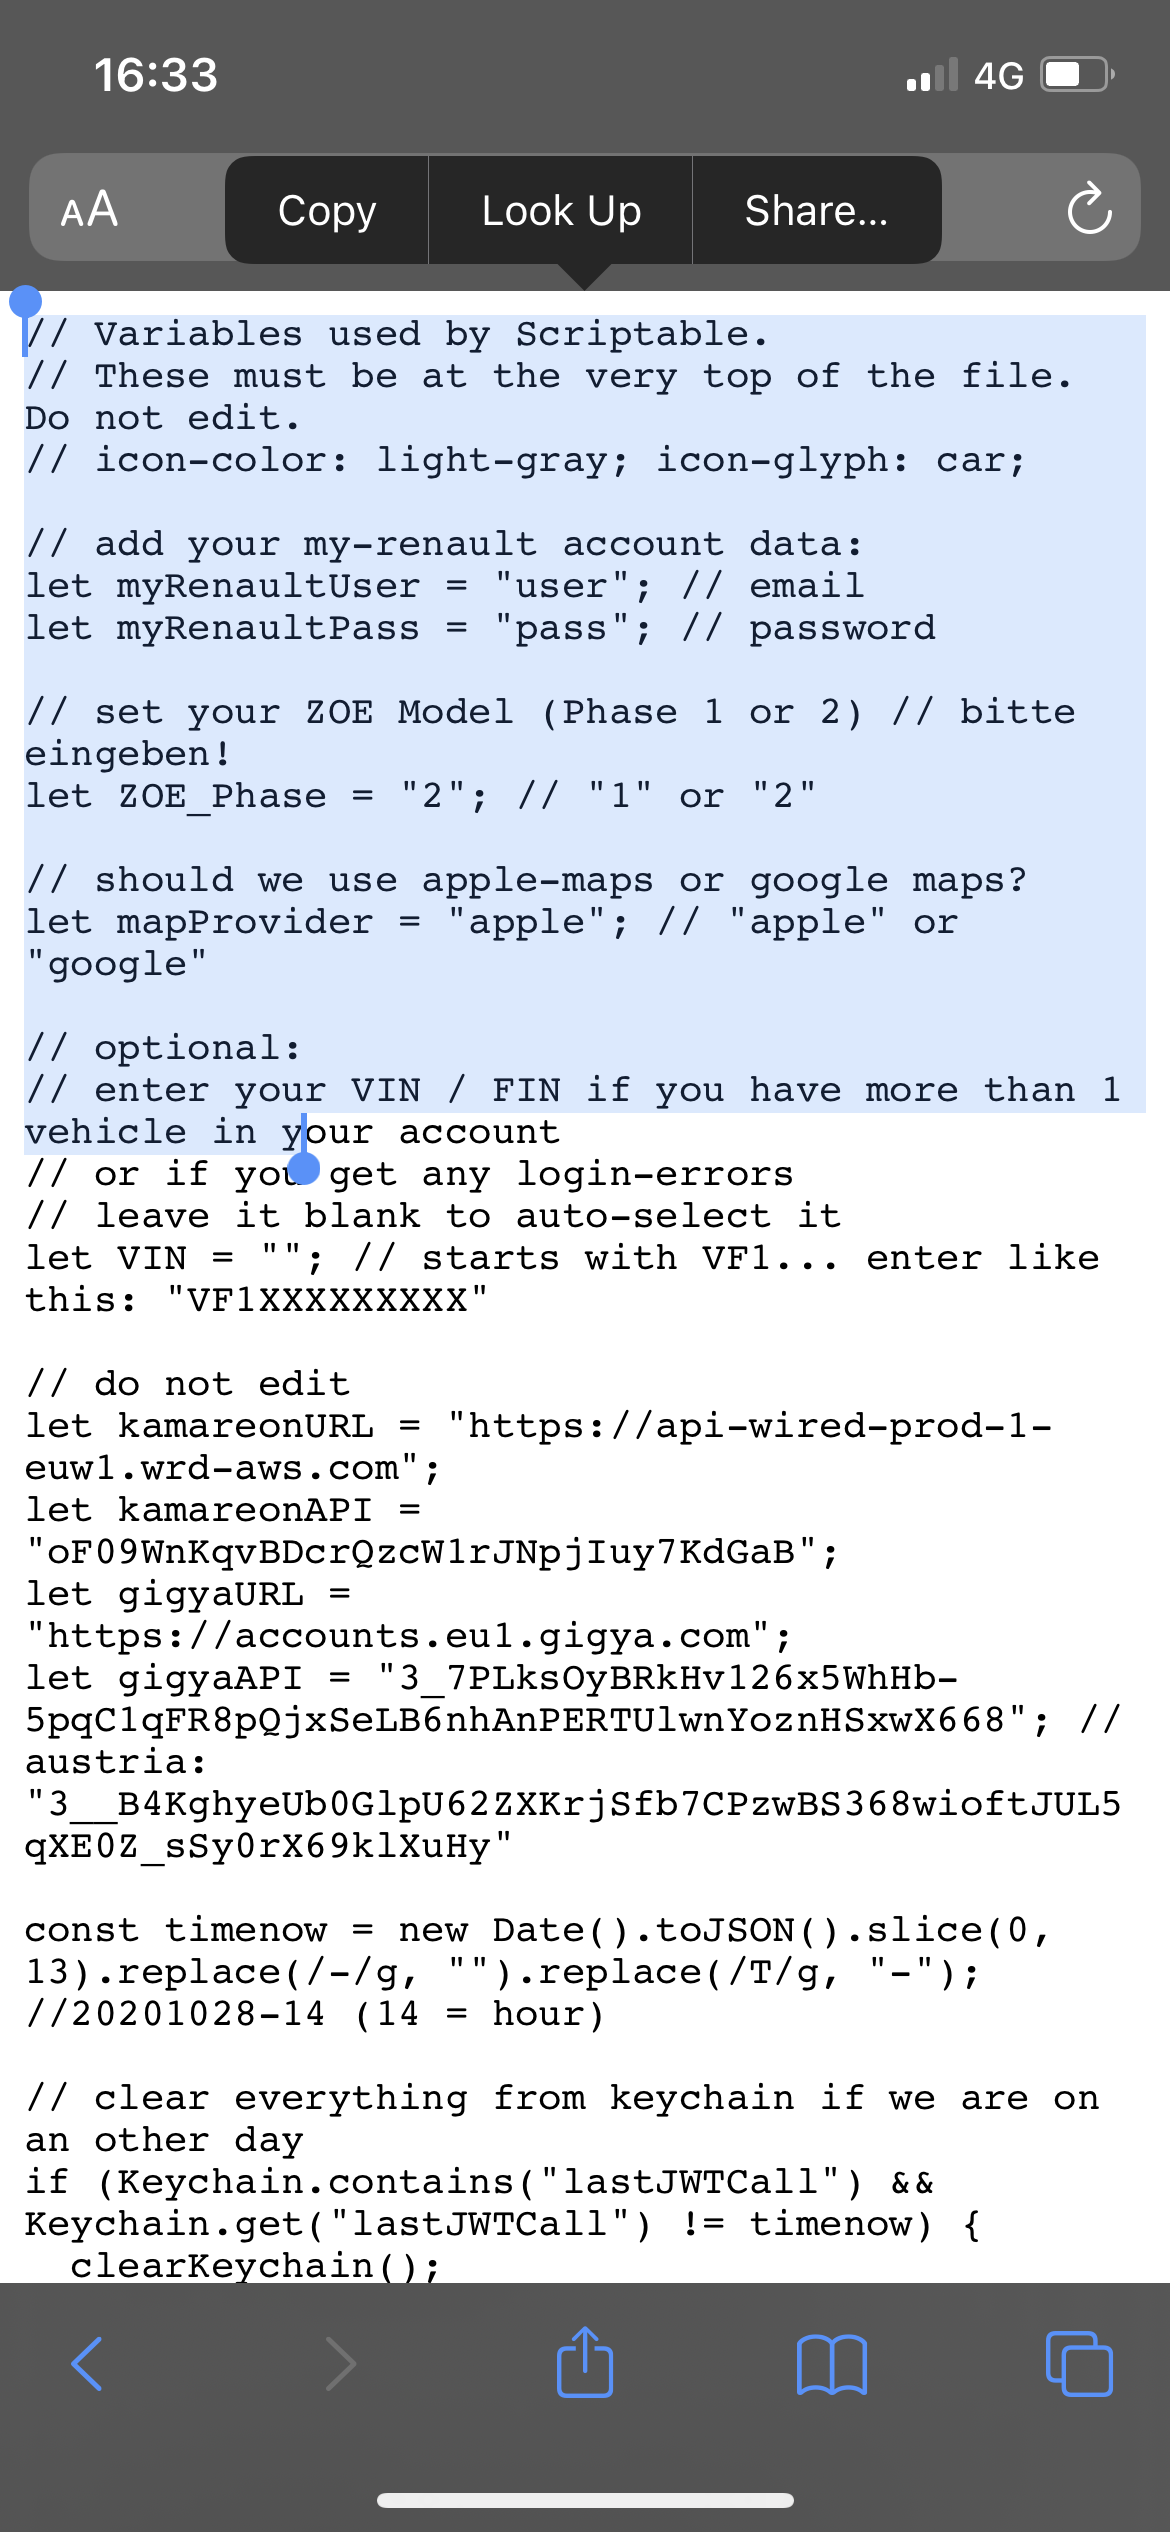 16:33
4G
AA
Copy
Look Up
Share...
// Variables used by Scriptable.
// These must be at the very top of the file.
Do not edit.
// icon-color: light-gray; icon-glyph: car;
// add your my-renault account data:
let myRenaultUser = "user"; // email
let myRenaultPass = "pass"; // password
// set your ZOE Model (Phase 1 or 2) // bitte
eingeben!
let ZOE_Phase = "2"; // "1" or "2"
// should we use apple-maps or google maps?
let mapProvider = "apple"; // "apple" or
"google"
// optional:
// enter your VIN / FIN if you have more than 1
vehicle in your account
// or if you get any login-errors
// leave it blank to auto-select it
let VIN = ""; // starts with VF1... enter like
this: "VF1XXXXXXXXX"
// do not edit
let kamareonURL = "https://api-wired-prod-1-
euw1.wrd-aws.com";
let kamareonAPI =
"oF09WnKqvBDcrQzcW1rJNpjIuy7KdGaB";
let gigyaURL =
"https://accounts.eu1.gigya.com";
let gigyaAPI = "3_7PLksOyBRkHv126x5WhHb-
5pqC1qFR8pQjxSeLB6nhAnPERTUlwnYoznHSxwX668"; //
austria:
"3__B4KghyeUb0GlpU62ZXKrjSfb7CPzwBS368wioftJUL5
qXE0Z_sSy0rX69klXuHy"
const timenow = new Date().toJSON().slice(0,
13).replace(/-/g, "").replace(/T/g, "-");
//20201028-14 (14 = hour)
// clear everything from keychain if we are on
an other day
if (Keychain.contains("lastJWTCall") &&
Keychain.get("lastJWTCall") != timenow) {
clearKeychain();